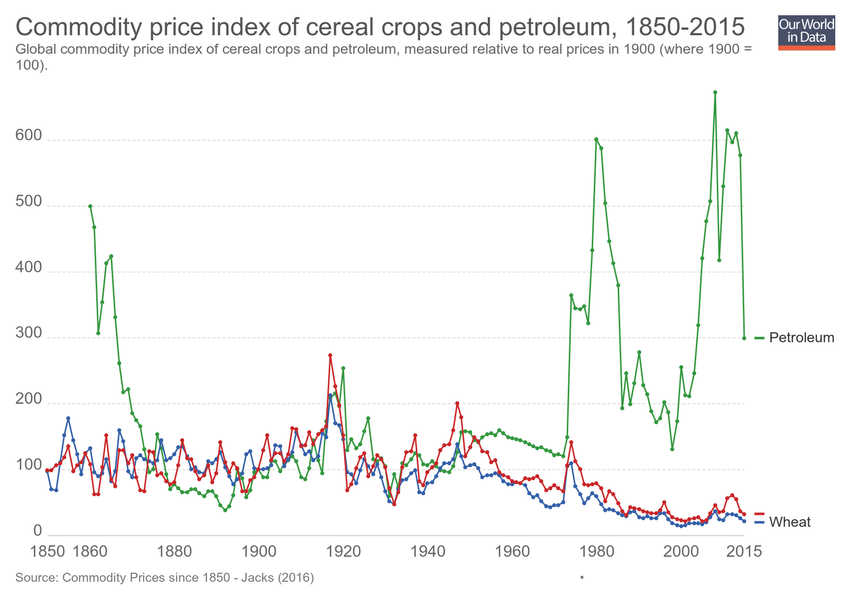 Commodity price index of cereal crops and petroleum, 1850-2015
Our World
in Data
Global commodity price index of cereal crops and petroleum, measured relative to real prices in 1900 (where 1900 =
100).
600
500
400
300
Petroleum
200
100
Wheat
0
1850 1860 1880 1900 1920 1940 1960 1980 2000 2015
Source: Commodity Prices since 1850 - Jacks (2016)